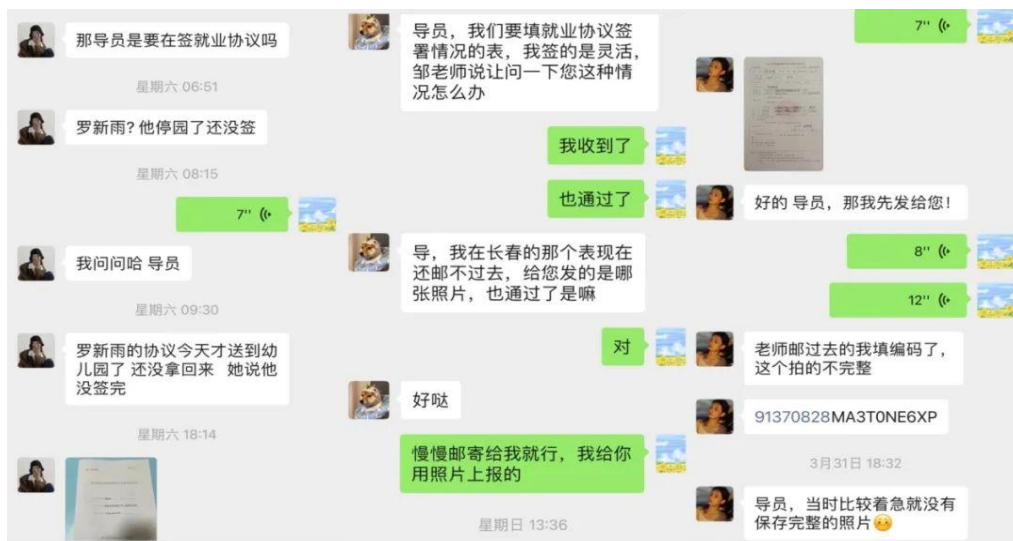 那导员是要在签就业协议吗
星期六 06:51
罗新雨? 他停园了还没签
星期六 08:15
7"
我问问哈 导员
星期六 09:30
罗新雨的协议今天才送到幼
儿园了 还没拿回来 她说他
没签完
星期六 18:14
导员，我们要填就业协议签
署情况的表，我签的是灵活，
邹老师说让问一下您这种情
况怎么办
我收到了
也通过了
导，我在长春的那个表现在
还邮不过去，给您发的是哪
张照片，也通过了是嘛
对
好哒
慢慢邮寄给我就行，我给你
用照片上报的
星期日 13:36
7"
好的 导员，那我先发给您！
8"
12"
老师邮过去的我填编码了，
这个拍的不完整
91370828MA3T0NE6XP
3月31日 18:32
导员，当时比较着急就没有
保存完整的照片